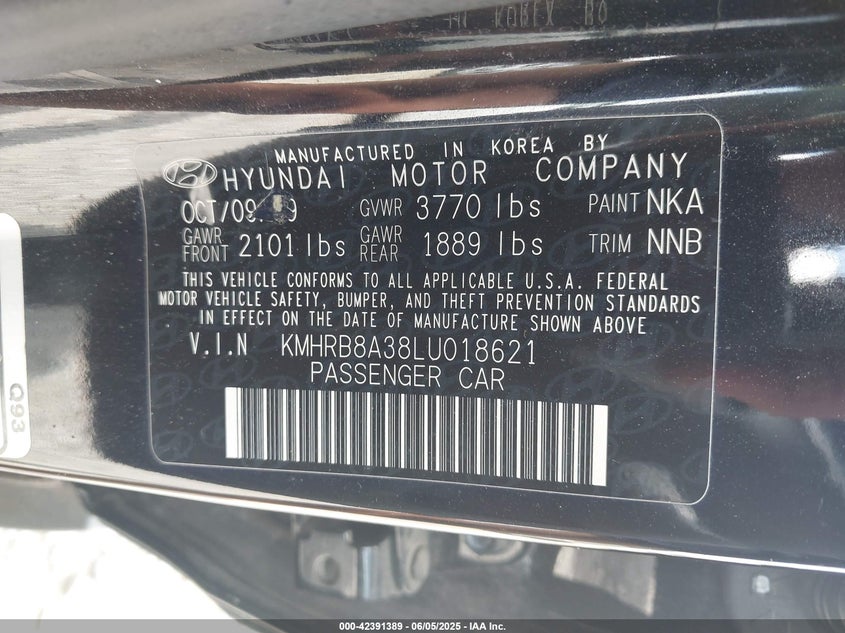 MANUFACTURED IN KOREA BY
HYUNDAI MOTOR COMPANY
GVWR 3770 lbs PAINT NKA
GAWR FRONT 2101 lbs GAWR REAR 1889 lbs TRIM NNB
THIS VEHICLE CONFORMS TO ALL APPLICABLE U.S.A. FEDERAL
MOTOR VEHICLE SAFETY, BUMPER, AND THEFT PREVENTION STANDARDS
IN EFFECT ON THE DATE OF MANUFACTURE SHOWN ABOVE
V.I.N KMHRB8A38LU018621
PASSENGER CAR
Q93
000-42391389 - 06/05/2025 - IAA Inc.